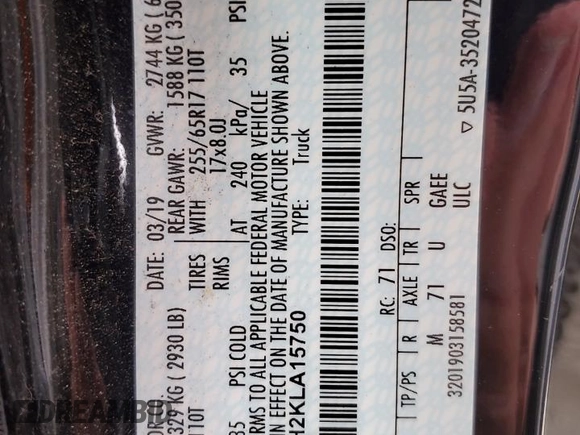 DATE: 03/19 GVWR: 2744 KG (6
1329 KG ( 2930 LB) REAR GAWR: 1588 KG ( 350
110T TIRES WITH 255/65R17 110T
RIMS 17x8.0J
35 PSI COLD AT 240 kPa/ 35 PSI
RMS TO ALL APPLICABLE FEDERAL MOTOR VEHICLE
IN EFFECT ON THE DATE OF MANUFACTURE SHOWN ABOVE.
H2KLA15750 TYPE: Truck
RC: 71 DSO:
TP/PS R AXLE TR SPR
M 71 U GAEE
3201903158581 ULC
▽ 5U5A-3520472
DREAMB